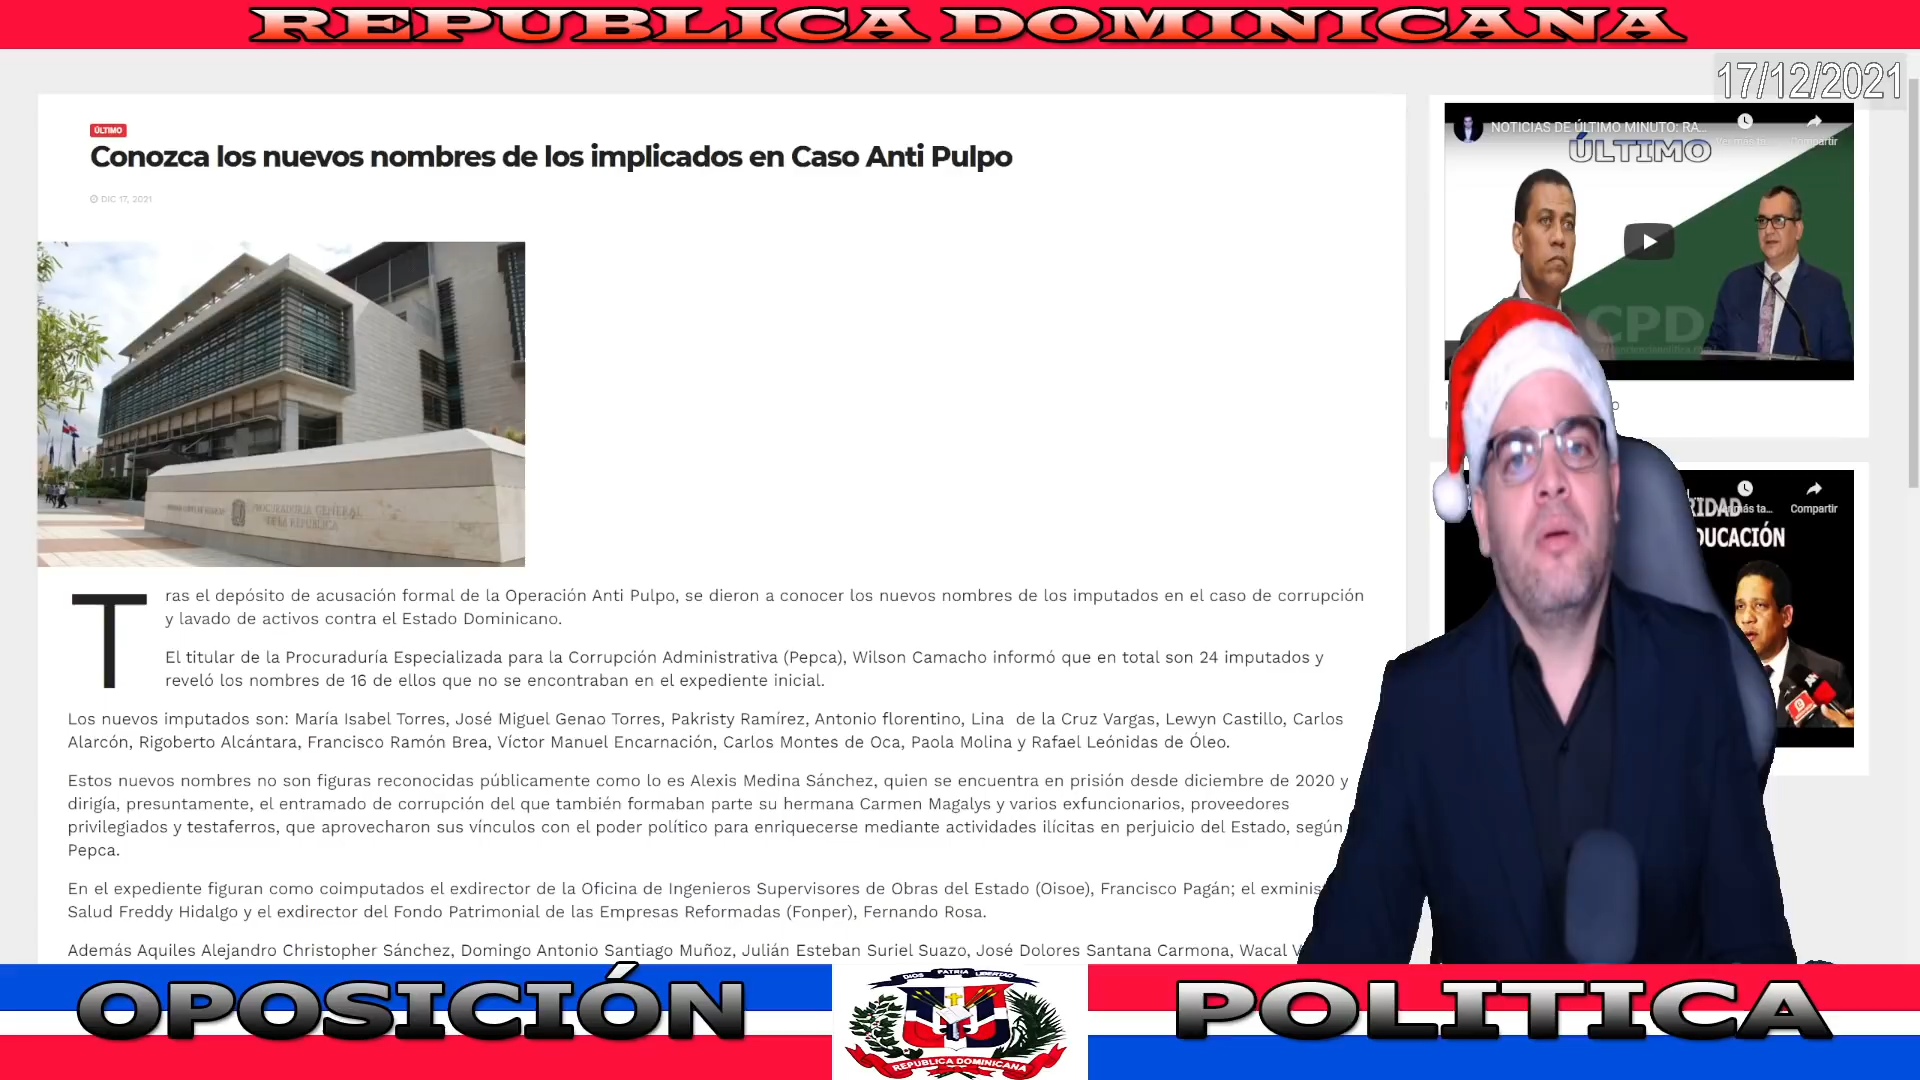 REPUBLICA DOMINICANA
17/12/2021
ÚLTIMO
Conozca los nuevos nombres de los implicados en Caso Anti Pulpo
DIC 17, 2021
PROCURADURÍA GENERAL
DE LA REPÚBLICA
Tras el depósito de acusación formal de la Operación Anti Pulpo, se dieron a conocer los nuevos nombres de los imputados en el caso de corrupción
y lavado de activos contra el Estado Dominicano.
El titular de la Procuraduría Especializada para la Corrupción Administrativa (Pepca), Wilson Camacho informó que en total son 24 imputados y
reveló los nombres de 16 de ellos que no se encontraban en el expediente inicial.
Los nuevos imputados son: María Isabel Torres, José Miguel Genao Torres, Pakristy Ramírez, Antonio florentino, Lina de la Cruz Vargas, Lewyn Castillo, Carlos
Alarcón, Rigoberto Alcántara, Francisco Ramón Brea, Víctor Manuel Encarnación, Carlos Montes de Oca, Paola Molina y Rafael Leónidas de Óleo.
Estos nuevos nombres no son figuras reconocidas públicamente como lo es Alexis Medina Sánchez, quien se encuentra en prisión desde diciembre de 2020 y
dirigía, presuntamente, el entramado de corrupción del que también formaban parte su hermana Carmen Magalys y varios exfuncionarios, proveedores
privilegiados y testaferros, que aprovecharon sus vínculos con el poder político para enriquecerse mediante actividades ilícitas en perjuicio del Estado, según
Pepca.
En el expediente figuran como coimputados el exdirector de la Oficina de Ingenieros Supervisores de Obras del Estado (Oisoe), Francisco Pagán; el exminis
Salud Freddy Hidalgo y el exdirector del Fondo Patrimonial de las Empresas Reformadas (Fonper), Fernando Rosa.
Además Aquiles Alejandro Christopher Sánchez, Domingo Antonio Santiago Muñoz, Julián Esteban Suriel Suazo, José Dolores Santana Carmona, Wacal V
NOTICIAS DE ÚLTIMO MINUTO: RA...
Ver más ta... Compartir
ÚLTIMO
CPD
Ver más ta... Compartir
RIDAD
DUCACIÓN
OPOSICIÓN
DIOS PATRIA LIBERTAD
REPUBLICA DOMINICANA
POLITICA